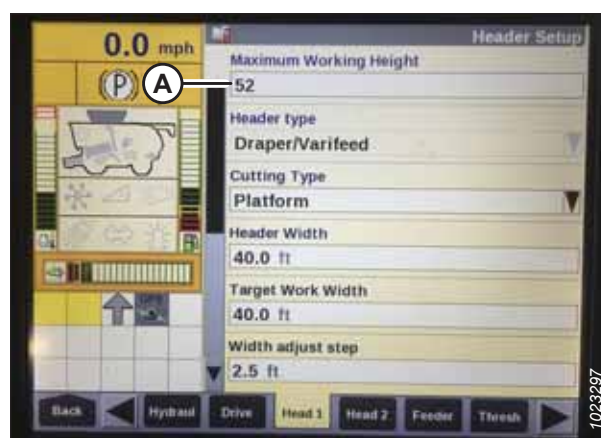 0.0 mph
Header Setup
Maximum Working Height
(P)
A
52
Header type
Draper/Varifeed
Cutting Type
Platform
Header Width
40.0 ft
Target Work Width
40.0 ft
Width adjust step
2.5 ft
Back
Hydraul
Drive
Head 1
Head 2
Feeder
Thresh
1023297